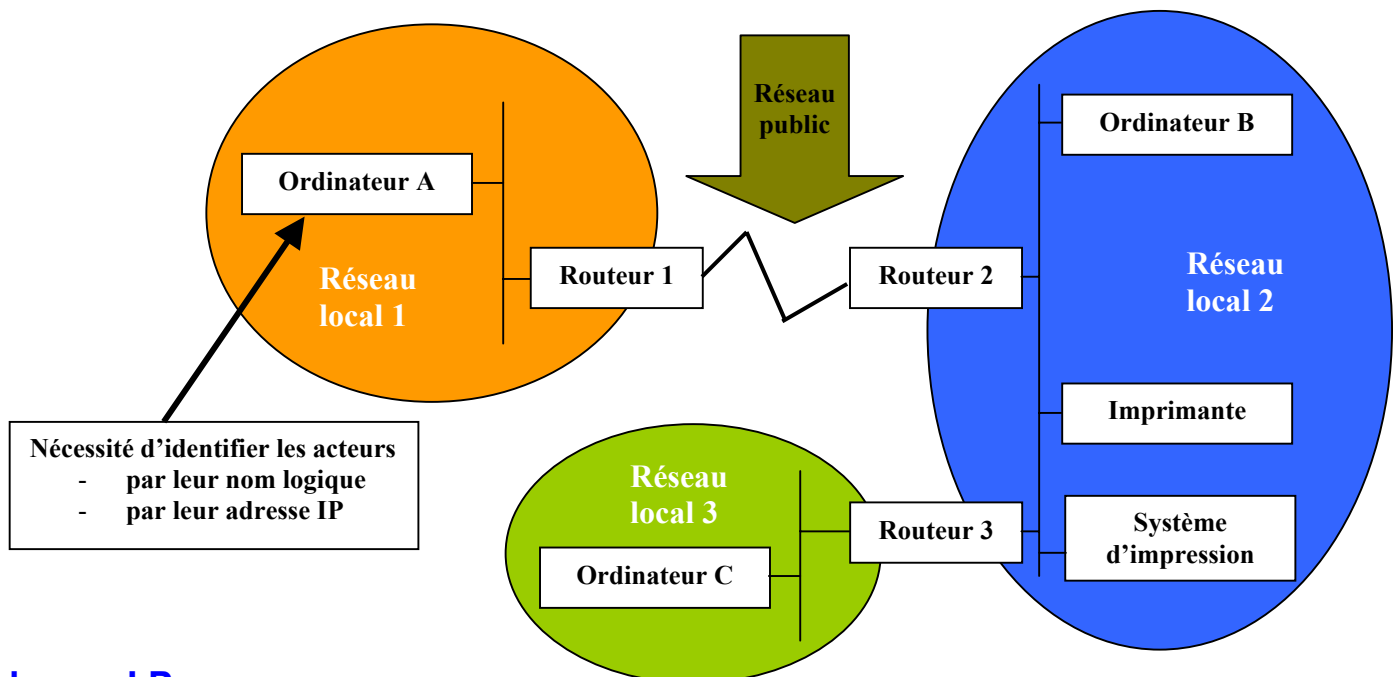 Réseau
public
Ordinateur B
Ordinateur A
Routeur 1
Routeur 2
Réseau
local 1
Réseau
local 2
Imprimante
Nécessité d'identifier les acteurs
- par leur nom logique
- par leur adresse IP
Réseau
local 3
Routeur 3
Système
d'impression
Ordinateur C